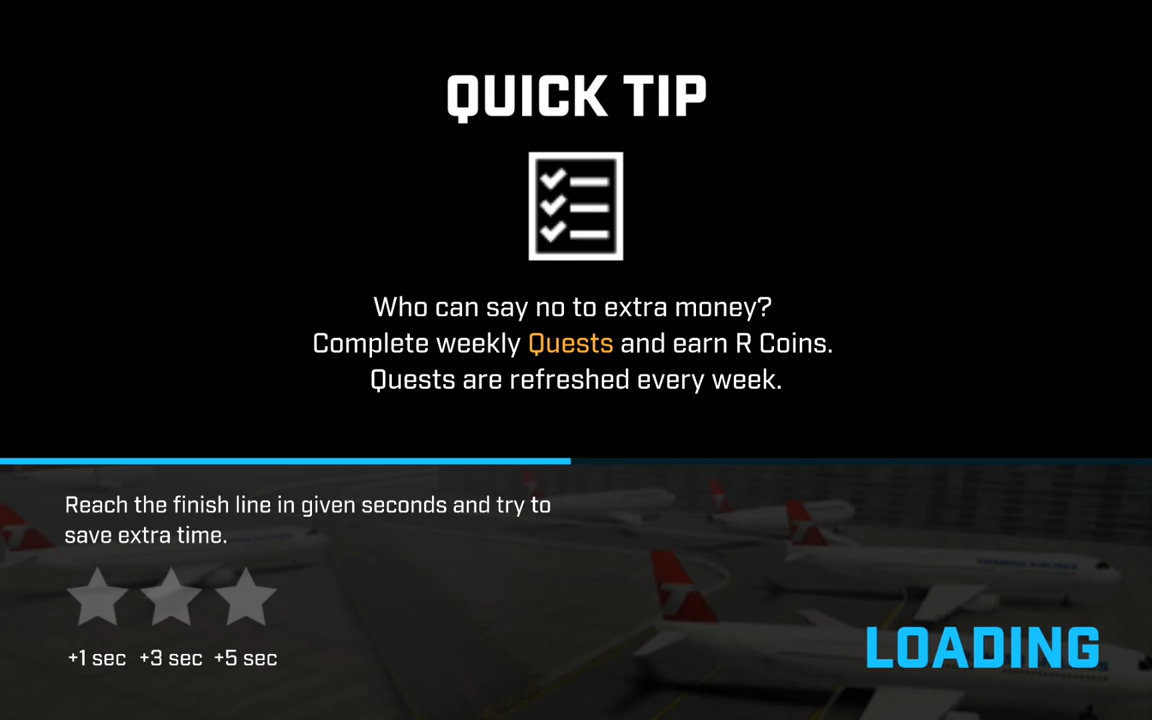 QUICK TIP
Who can say no to extra money?
Complete weekly Quests and earn R Coins.
Quests are refreshed every week.
Reach the finish line in given seconds and try to
save extra time.
+1 sec +3 sec +5 sec
LOADING